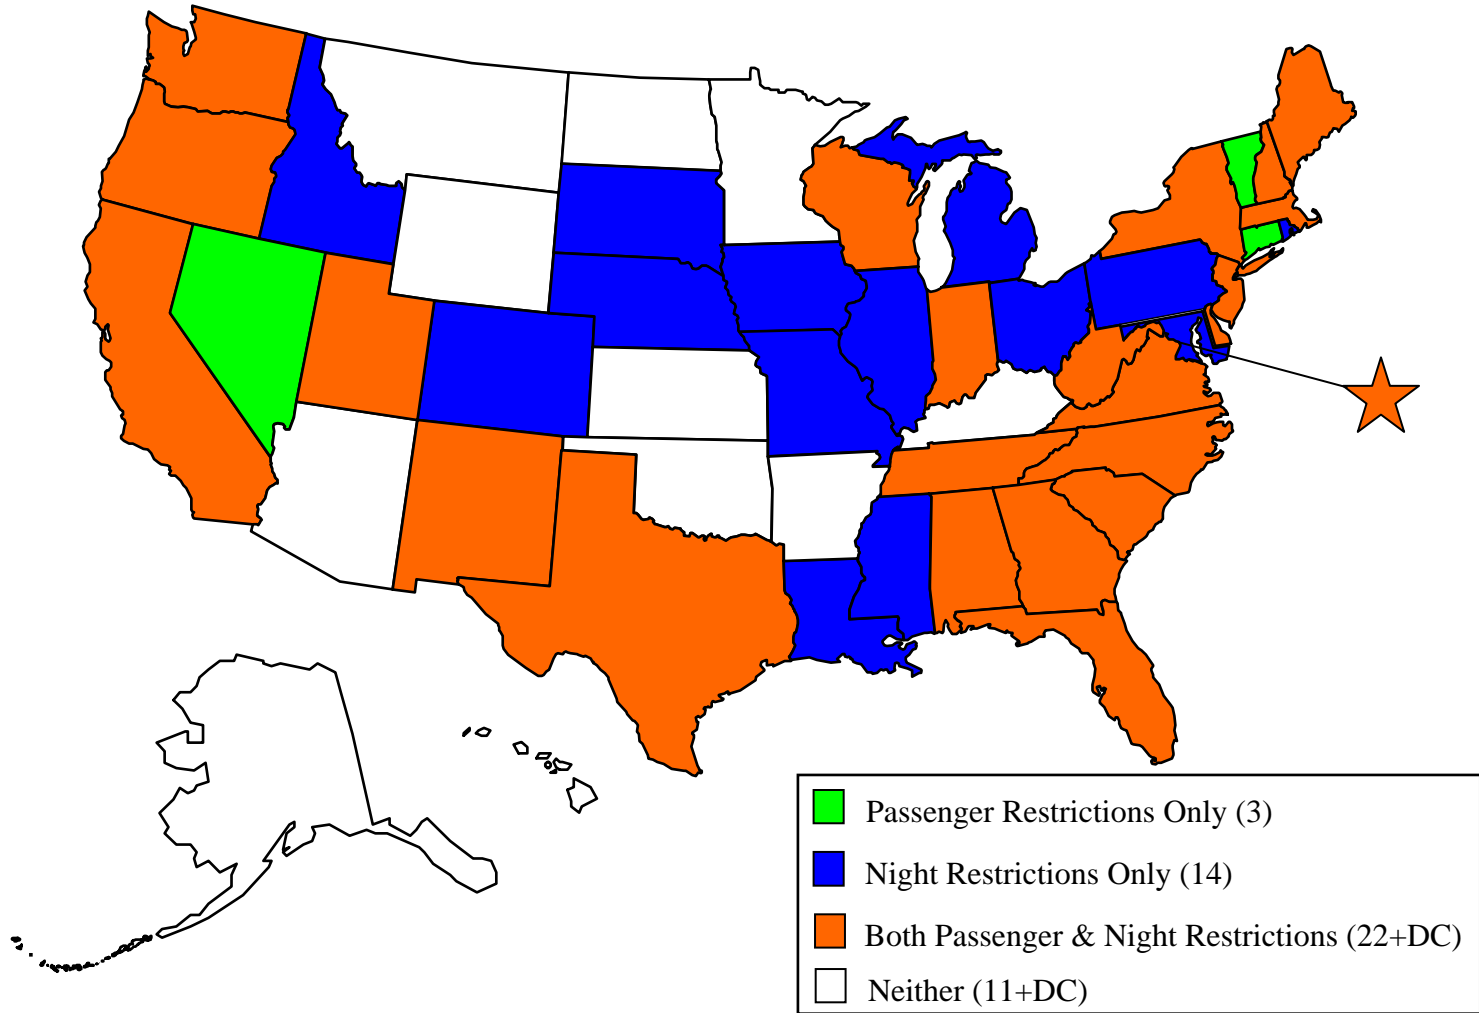 Passenger Restrictions Only (3)
Night Restrictions Only (14)
Both Passenger & Night Restrictions (22+DC)
Neither (11+DC)